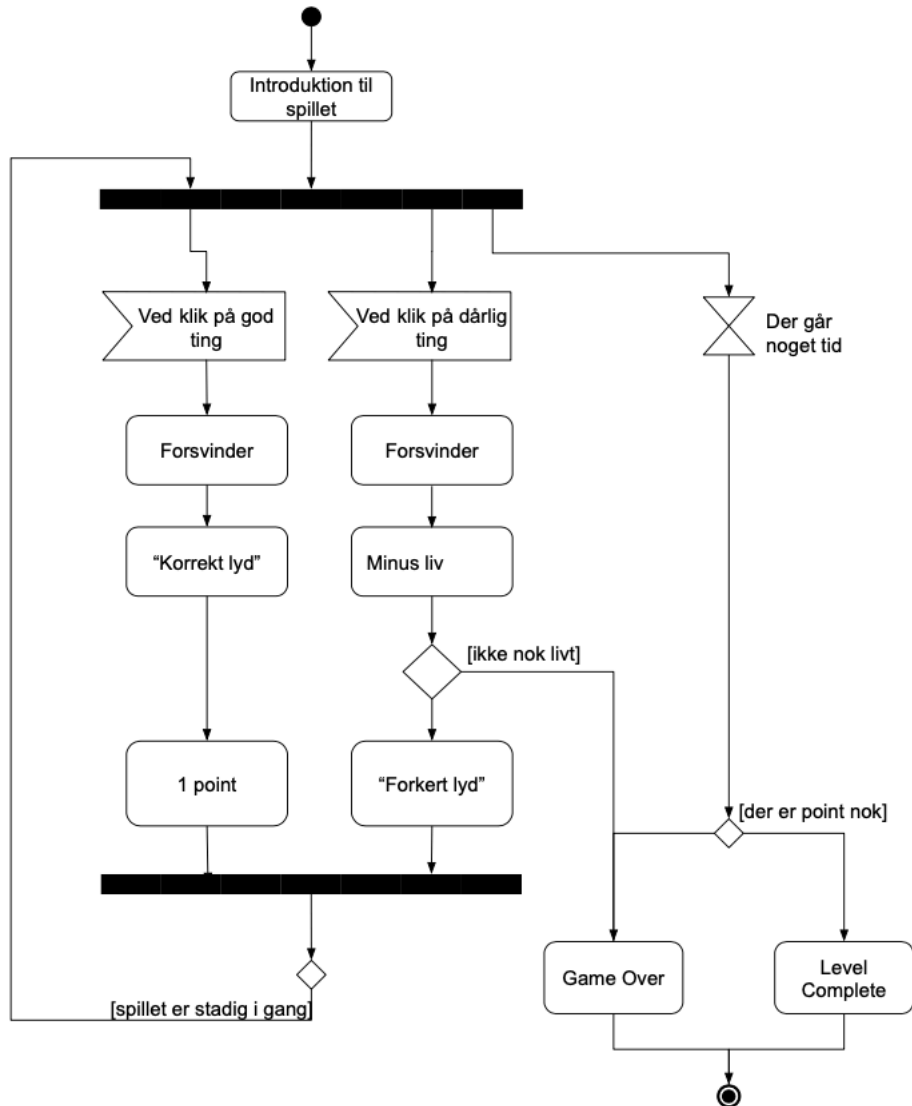 Introduktion til
spillet
Ved klik på god
ting
Ved klik på dårlig
ting
Der går
noget tid
Forsvinder
Forsvinder
“Korrekt lyd”
Minus liv
[ikke nok livt]
1 point
“Forkert lyd”
[der er point nok]
Game Over
Level
Complete
[spillet er stadig i gang]